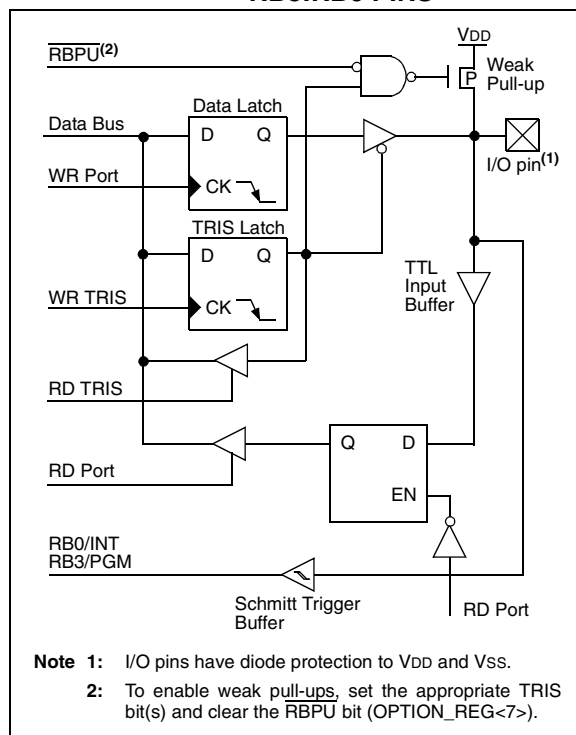 RBPU(2)
VDD
P
Weak
Pull-up
Data Latch
Data Bus
D Q
I/O pin(1)
WR Port
CK
TRIS Latch
D Q
TTL
Input
Buffer
WR TRIS
CK
RD TRIS
Q D
RD Port
EN
RB0/INT
RB3/PGM
Schmitt Trigger
Buffer
RD Port
Note 1: I/O pins have diode protection to VDD and VSS.
2: To enable weak pull-ups, set the appropriate TRIS
bit(s) and clear the RBPU bit (OPTION_REG<7>).